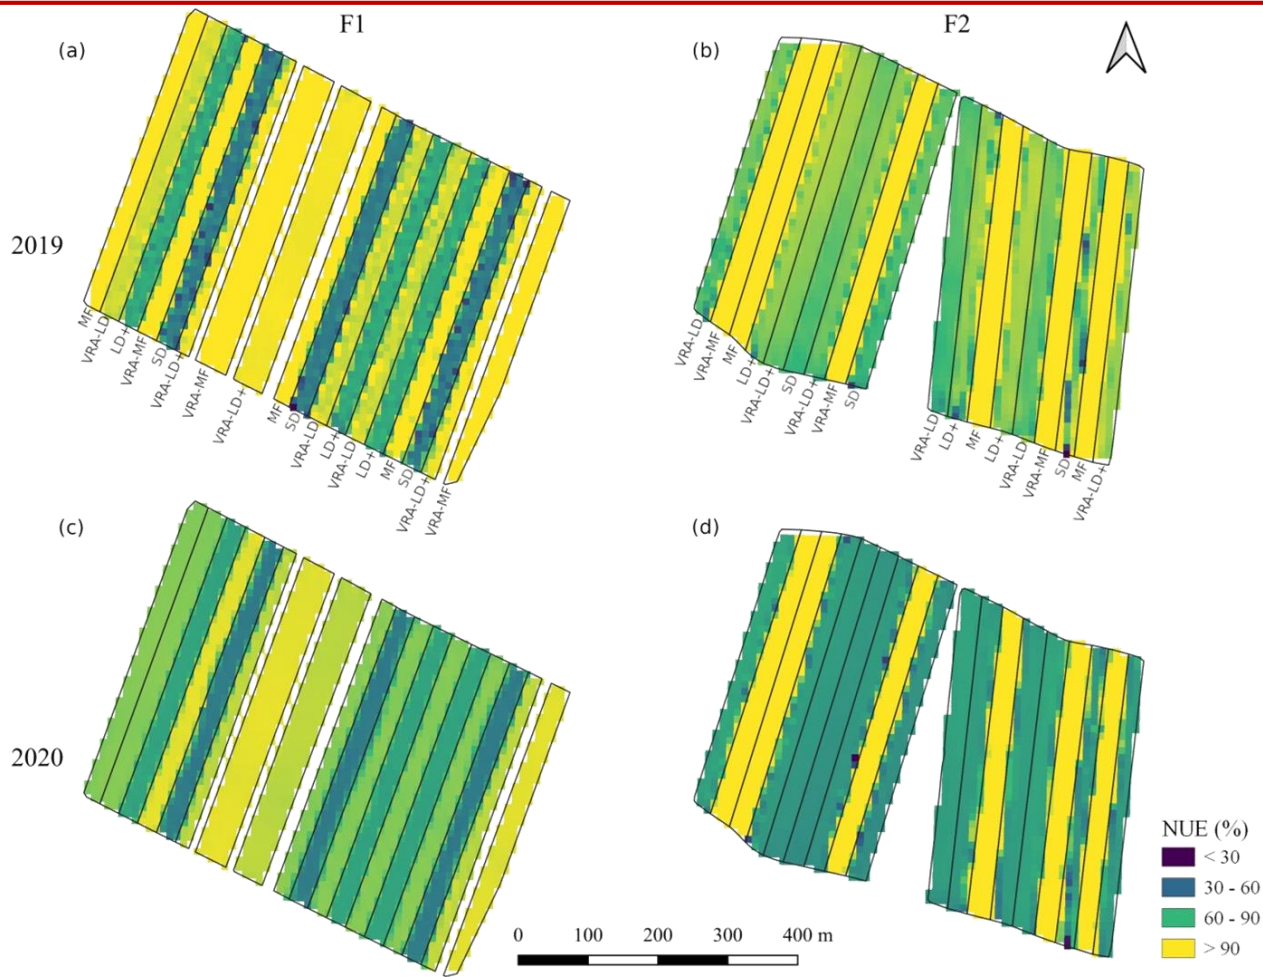 F1
F2
(a)
(b)
2019
MF
VRA-LD
LD+
VRA-MF
SD
VRA-LD+
VRA-MF
VRA-LD+
MF
SD
VRA-LD
LD+
VRA-LD
LD+
MF
SD
VRA-LD+
VRA-MF
VRA-LD
VRA-MF
MF
LD+
VRA-LD+
SD
VRA-LD+
VRA-MF
SD
VRA-LD
LD+
MF
LD+
VRA-LD
VRA-MF
SD
MF
VRA-LD+
(c)
(d)
2020
NUE (%)
< 30
30 - 60
60 - 90
> 90
0 100 200 300 400 m